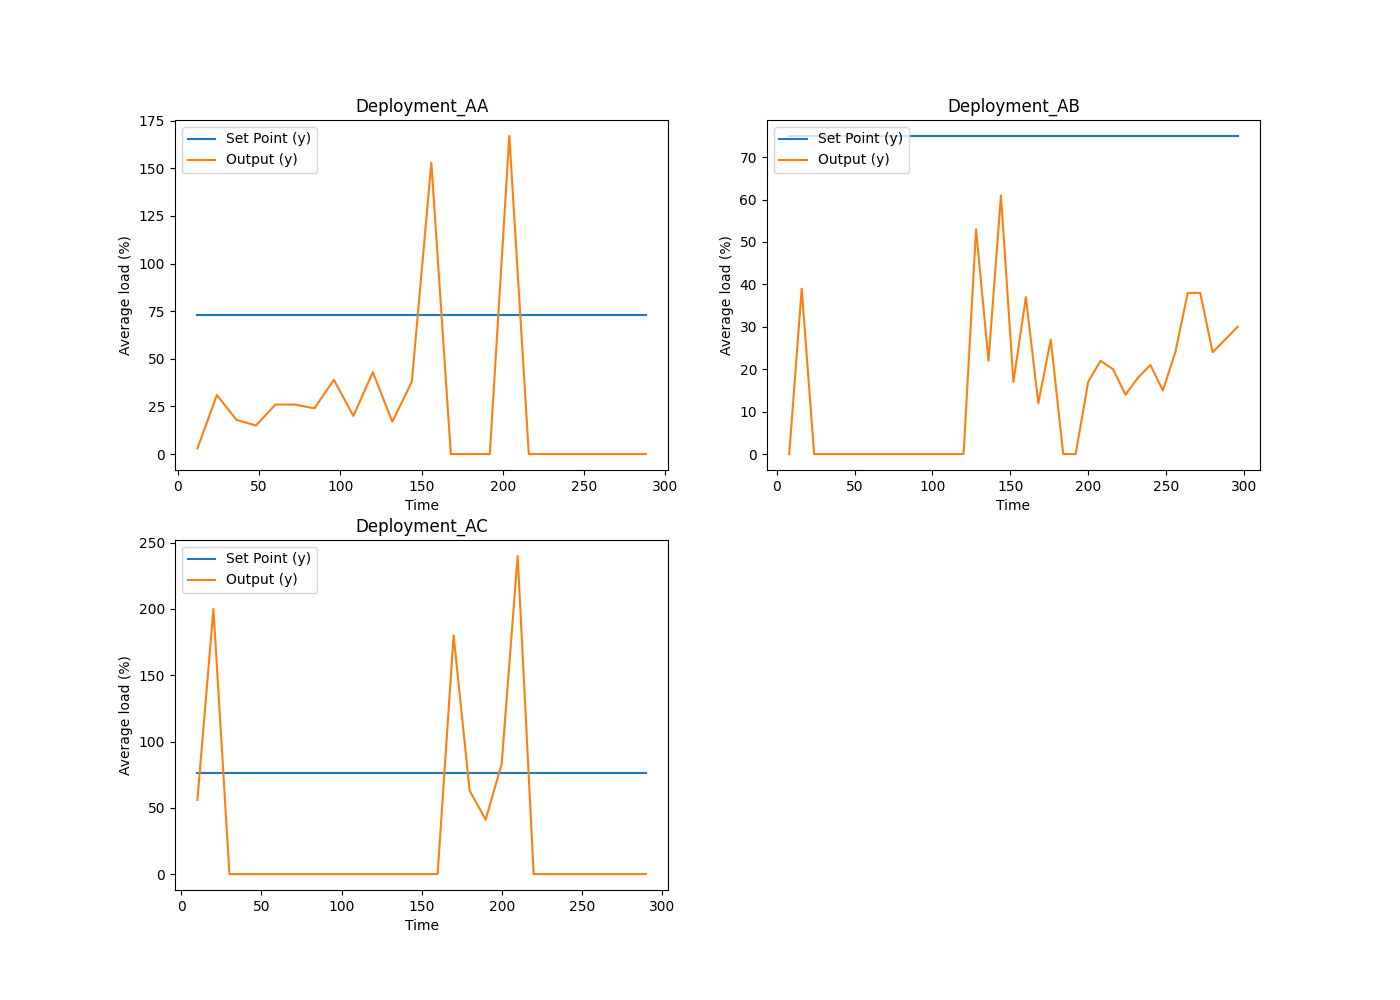 Deployment_AA
Set Point (y)
Output (y)
Average load (%)
175
150
125
100
75
50
25
0
0 50 100 150 200 250 300
Time
Deployment_AB
Set Point (y)
Output (y)
Average load (%)
70
60
50
40
30
20
10
0
0 50 100 150 200 250 300
Time
Deployment_AC
Set Point (y)
Output (y)
Average load (%)
250
200
150
100
50
0
0 50 100 150 200 250 300
Time